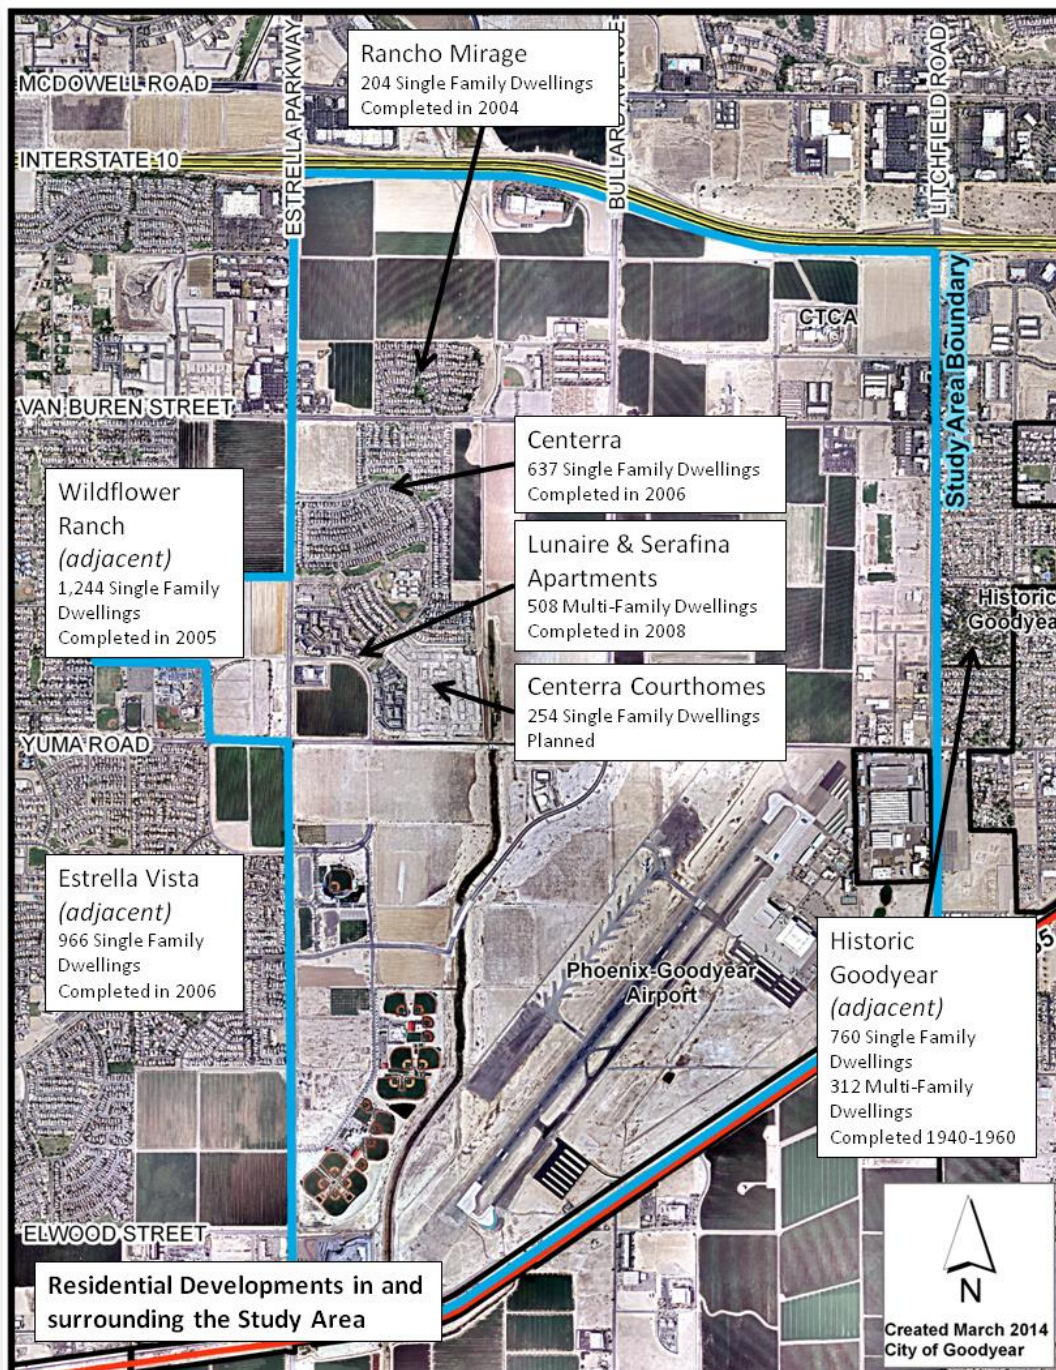 Rancho Mirage
204 Single Family Dwellings
Completed in 2004
MCDOWELL ROAD
INTERSTATE 10
ESTRELLA PARKWAY
BULLARD AVENUE
LITCHFIELD ROAD
Study Area Boundary
CTCA
VAN BUREN STREET
Centerra
637 Single Family Dwellings
Completed in 2006
Wildflower
Ranch
(adjacent)
1,244 Single Family
Dwellings
Completed in 2005
Lunaire & Serafina
Apartments
508 Multi-Family Dwellings
Completed in 2008
Historic
Goodyear
Centerra Courthomes
254 Single Family Dwellings
Planned
YUMA ROAD
Estrella Vista
(adjacent)
966 Single Family
Dwellings
Completed in 2006
Phoenix-Goodyear
Airport
Historic
Goodyear
(adjacent)
760 Single Family
Dwellings
312 Multi-Family
Dwellings
Completed 1940-1960
ELWOOD STREET
Residential Developments in and
surrounding the Study Area
N
Created March 2014
City of Goodyear